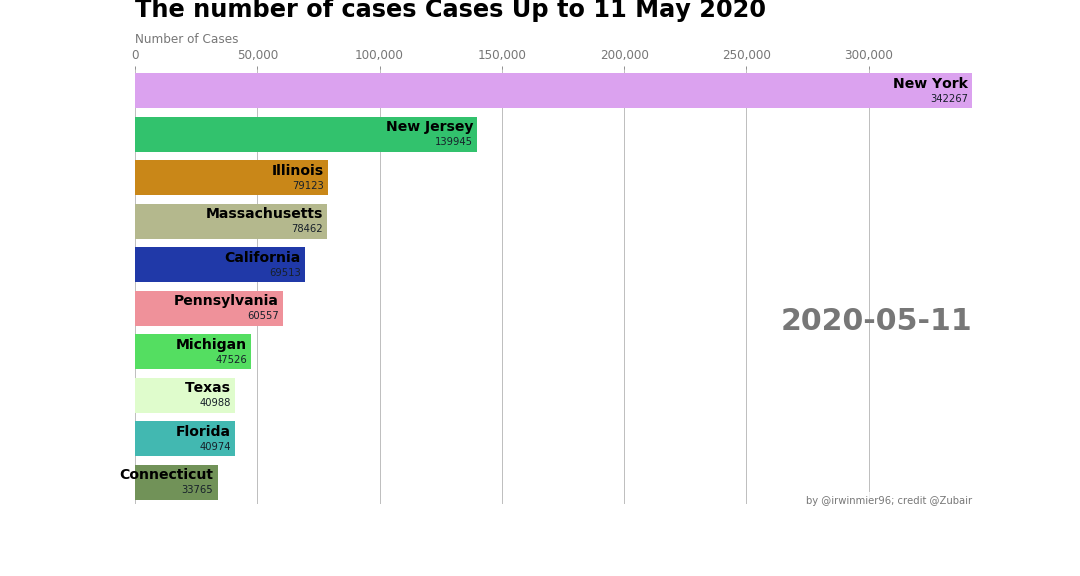 The number of cases Cases Up to 11 May 2020
Number of Cases
0 50,000 100,000 150,000 200,000 250,000 300,000
New York
342267
New Jersey
139945
Illinois
79123
Massachusetts
78462
California
69513
Pennsylvania
60557
2020-05-11
Michigan
47526
Texas
40988
Florida
40974
Connecticut
33765
by @irwinmier96; credit @Zubair